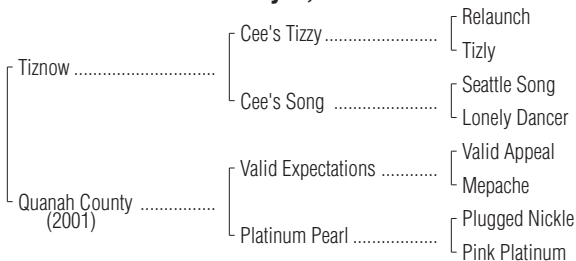 Relaunch
Cee's Tizzy
Tizly
Tiznow
Seattle Song
Cee's Song
Lonely Dancer
Valid Appeal
Valid Expectations
Mepache
Quanah County
(2001)
Plugged Nickle
Platinum Pearl
Pink Platinum